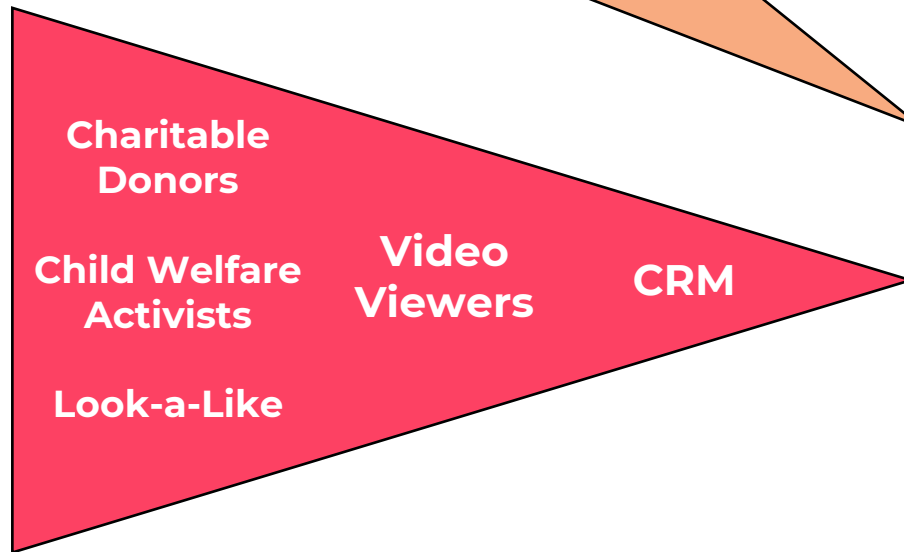 Charitable
Donors
Child Welfare
Activists
Look-a-Like
Video
Viewers
CRM